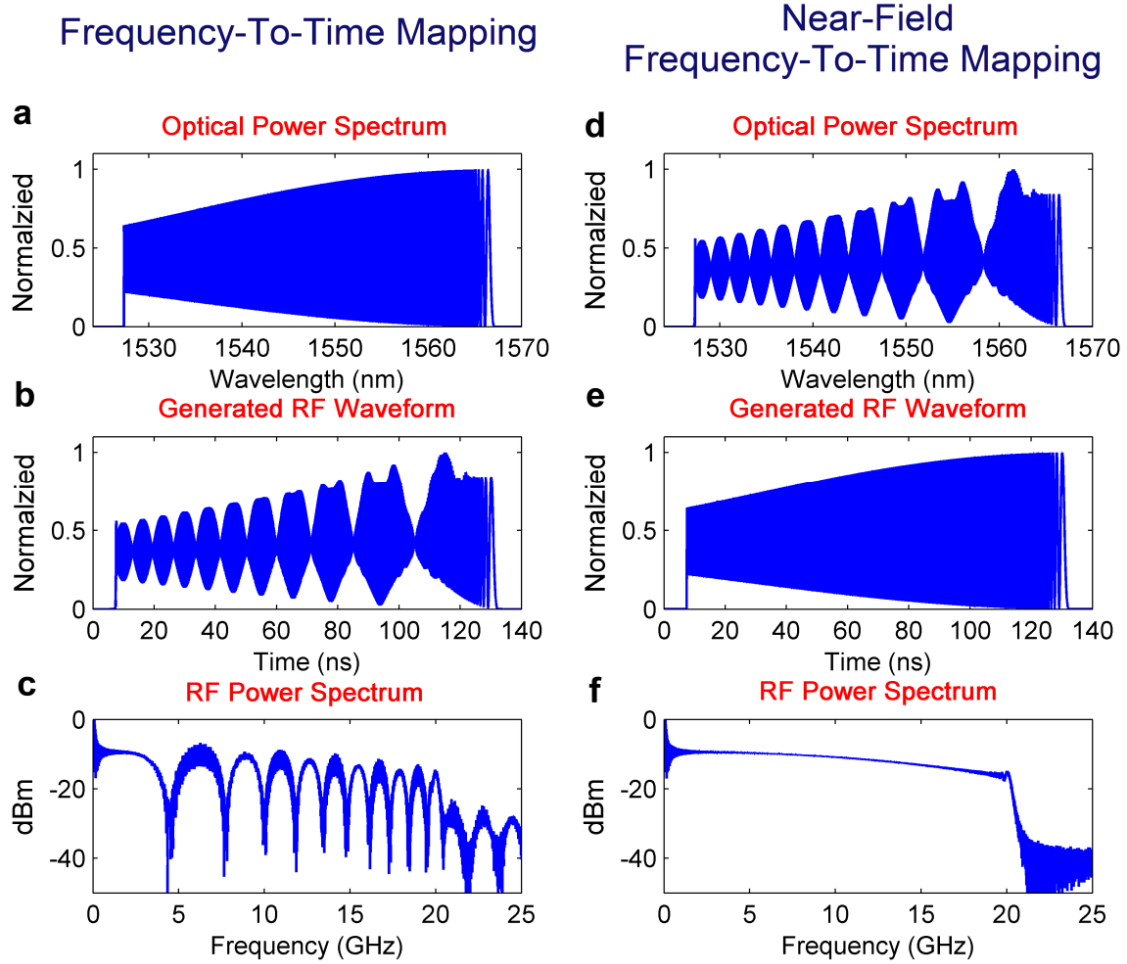 Frequency-To-Time Mapping
Near-Field
Frequency-To-Time Mapping
a
Optical Power Spectrum
1
0.5
0
Normalzied
1530 1540 1550 1560 1570
Wavelength (nm)
b
Generated RF Waveform
1
0.5
0
Normalzied
0 20 40 60 80 100 120 140
Time (ns)
c
RF Power Spectrum
0
-20
-40
dBm
0 5 10 15 20 25
Frequency (GHz)
d
Optical Power Spectrum
1
0.5
0
Normalzied
1530 1540 1550 1560 1570
Wavelength (nm)
e
Generated RF Waveform
1
0.5
0
Normalzied
0 20 40 60 80 100 120 140
Time (ns)
f
RF Power Spectrum
0
-20
-40
dBm
0 5 10 15 20 25
Frequency (GHz)